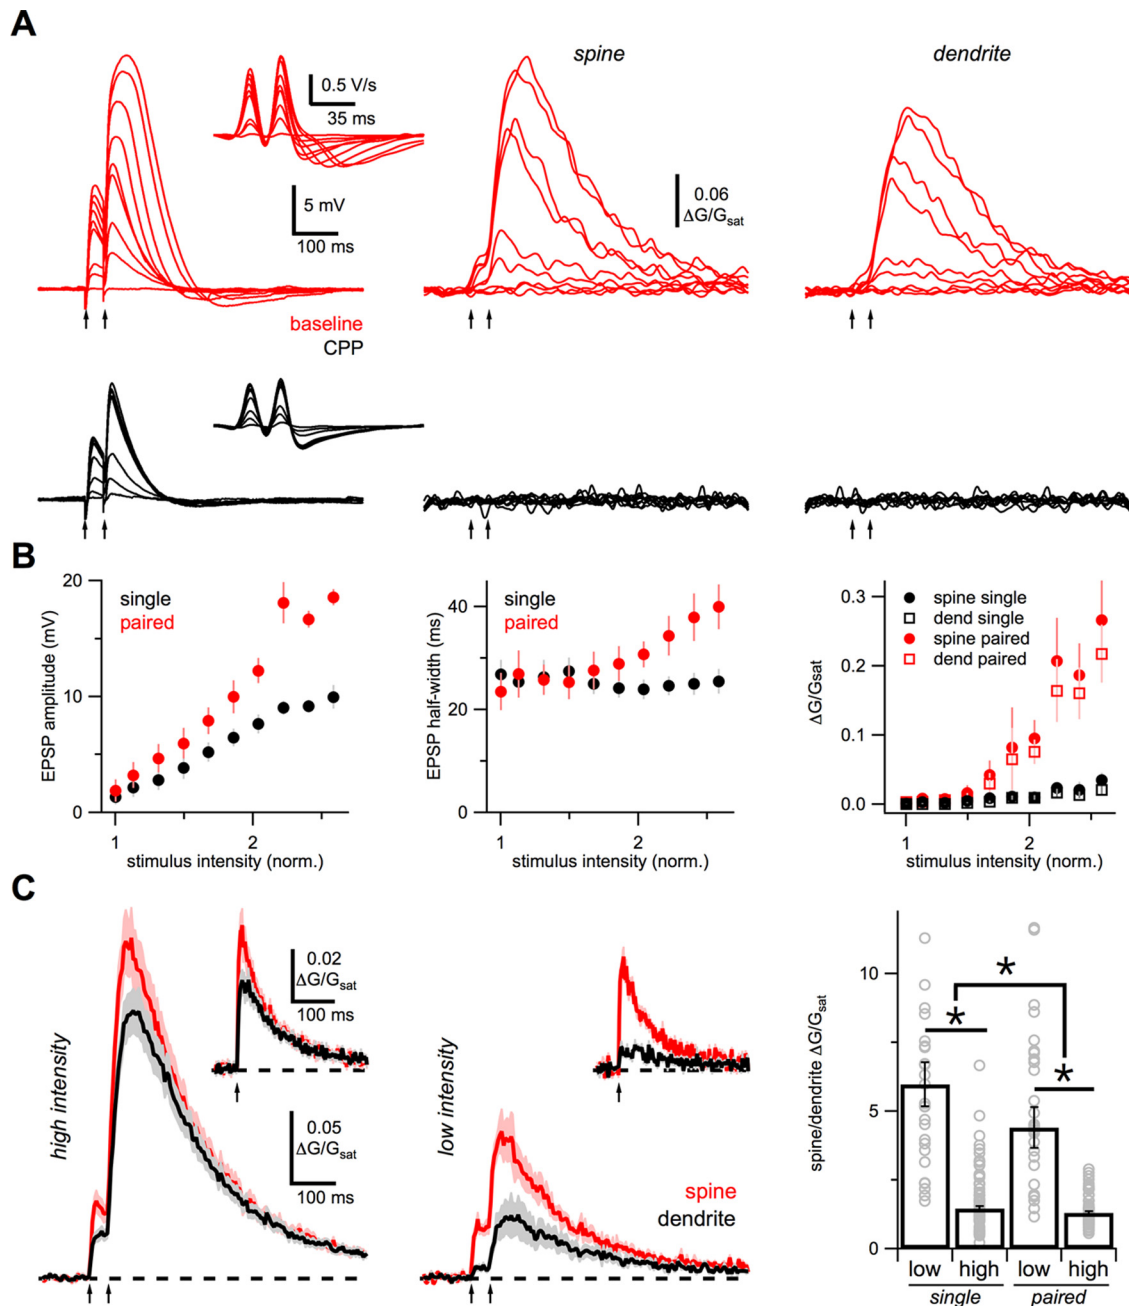 A
spine
dendrite
0.5 V/s
35 ms
5 mV
100 ms
0.06
ΔG/Gsat
baseline
CPP
B
20
10
0
EPSP amplitude (mV)
single
paired
1
2
stimulus intensity (norm.)
40
20
0
EPSP half-width (ms)
single
paired
1
2
stimulus intensity (norm.)
0.3
0.2
0.1
0.0
ΔG/Gsat
spine single
dend single
spine paired
dend paired
1
2
stimulus intensity (norm.)
C
high intensity
0.02
ΔG/Gsat
100 ms
0.05
ΔG/Gsat
100 ms
low intensity
spine
dendrite
10
5
0
spine/dendrite ΔG/Gsat
*
*
*
low high low high
single paired